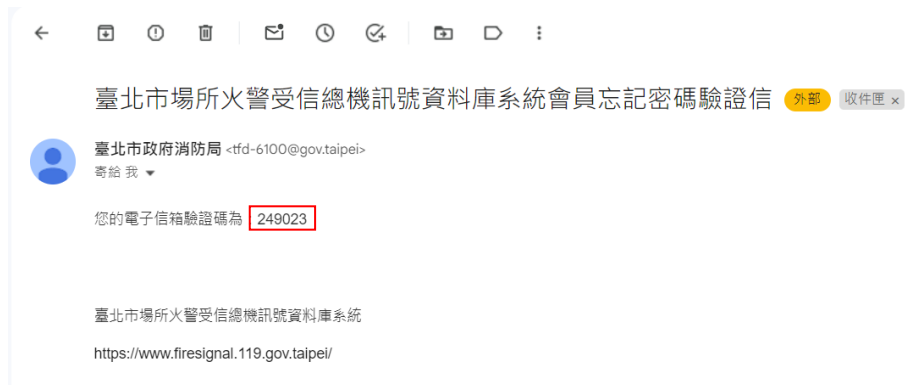 臺北市場所火警受信總機訊號資料庫系統會員忘記密碼驗證信 外部 收件匣 ×
臺北市政府消防局 <tfd-6100@gov.taipei>
寄給 我
您的電子信箱驗證碼為：249023
臺北市場所火警受信總機訊號資料庫系統
https://www.firesignal.119.gov.taipei/